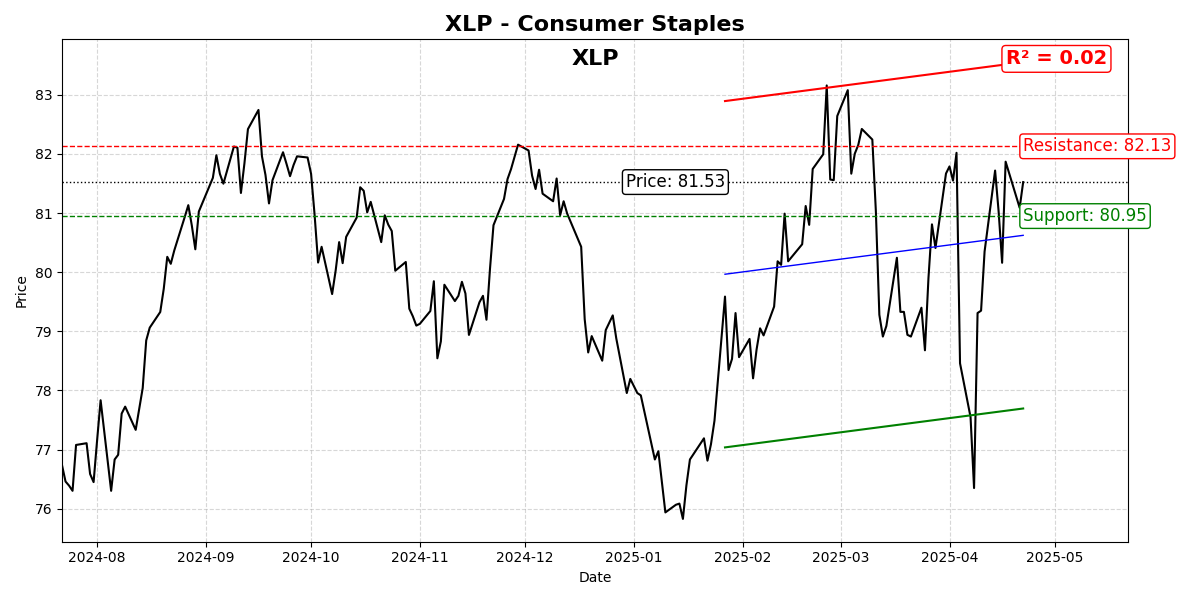 XLP - Consumer Staples
XLP
R² = 0.02
Resistance: 82.13
Price: 81.53
Support: 80.95
Price
83
82
81
80
79
78
77
76
2024-08 2024-09 2024-10 2024-11 2024-12 2025-01 2025-02 2025-03 2025-04 2025-05
Date